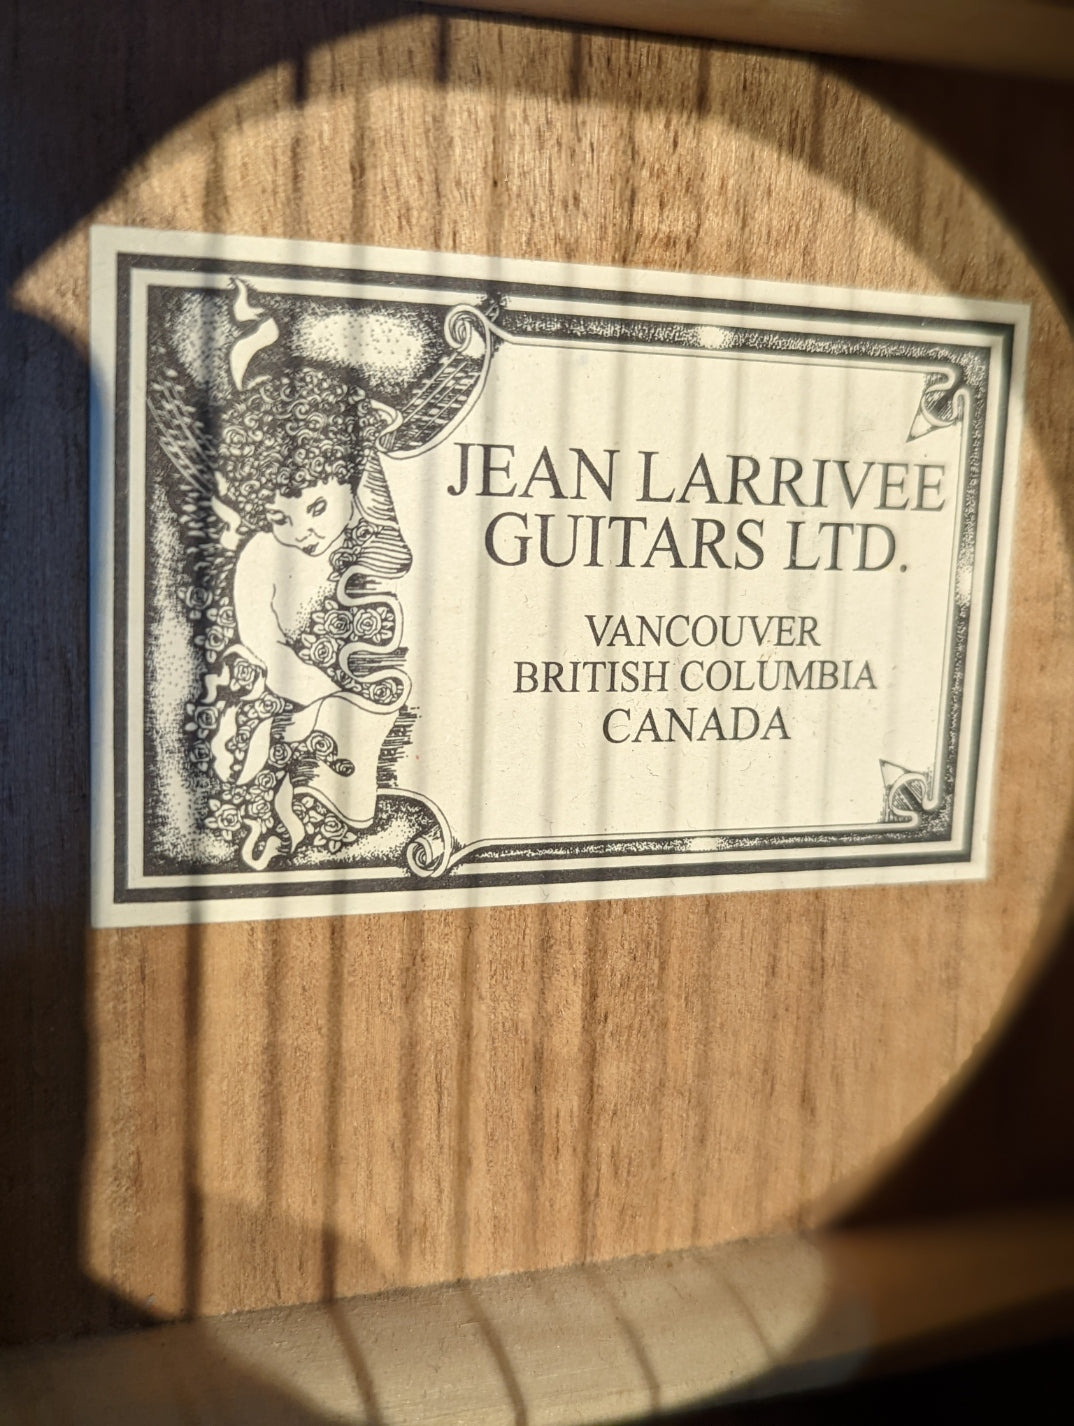 JEAN LARRIVEE
GUITARS LTD.
VANCOUVER
BRITISH COLUMBIA
CANADA